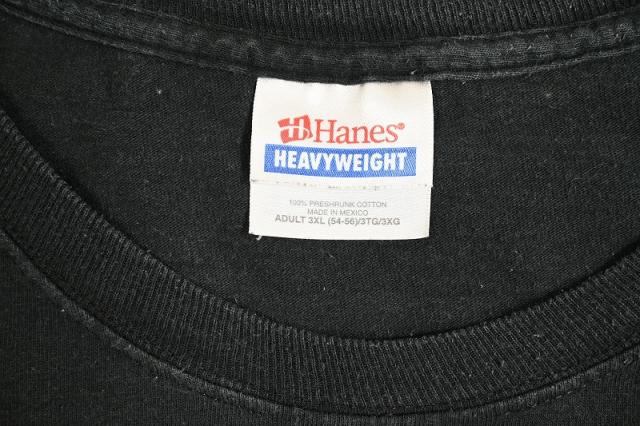 Hanes®
HEAVYWEIGHT
100% PRESHRUNK COTTON
MADE IN MEXICO
ADULT 3XL (54-56)/3TG/3XG